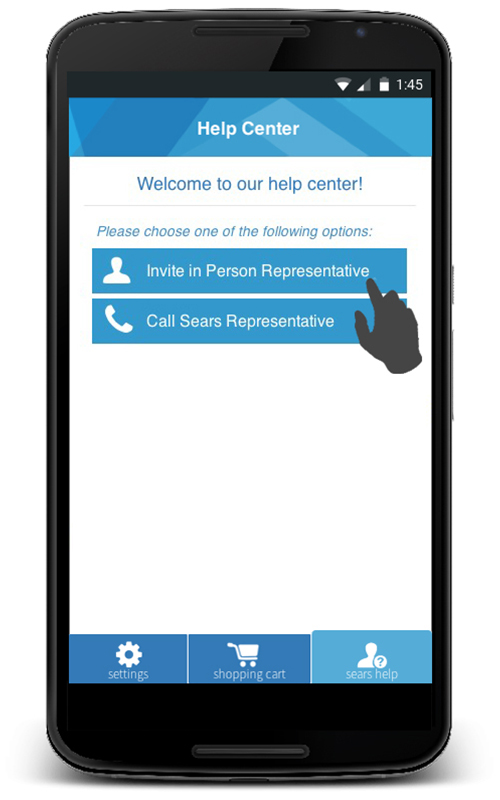 1:45
Help Center
Welcome to our help center!
Please choose one of the following options:
Invite in Person Representative
Call Sears Representative
settings
shopping cart
sears help